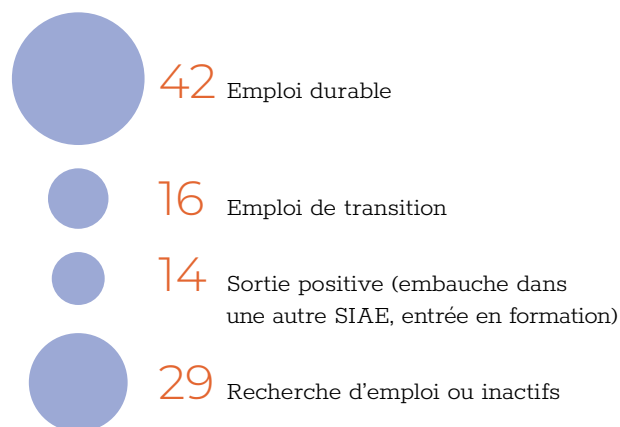 42 Emploi durable
16 Emploi de transition
14 Sortie positive (embauche dans
une autre SIAE, entrée en formation)
29 Recherche d'emploi ou inactifs